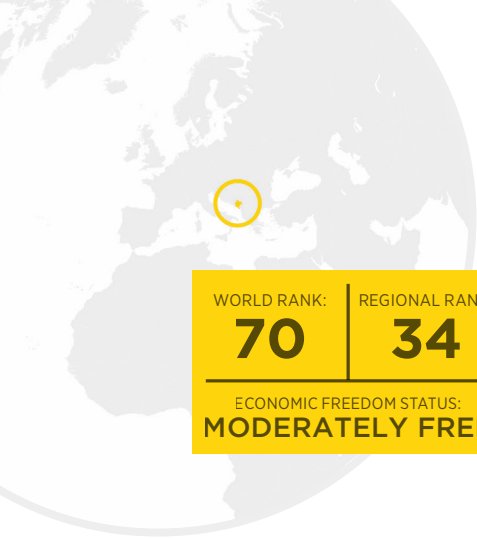 WORLD RANK:
70
REGIONAL RAN
34
ECONOMIC FREEDOM STATUS:
MODERATELY FRE